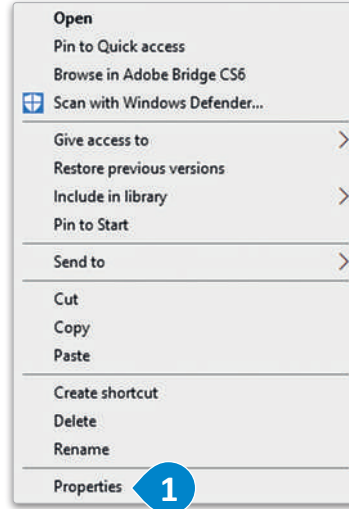 Open
Pin to Quick access
Browse in Adobe Bridge CS6
Scan with Windows Defender...
Give access to
Restore previous versions
Include in library
Pin to Start
Send to
Cut
Copy
Paste
Create shortcut
Delete
Rename
Properties 1